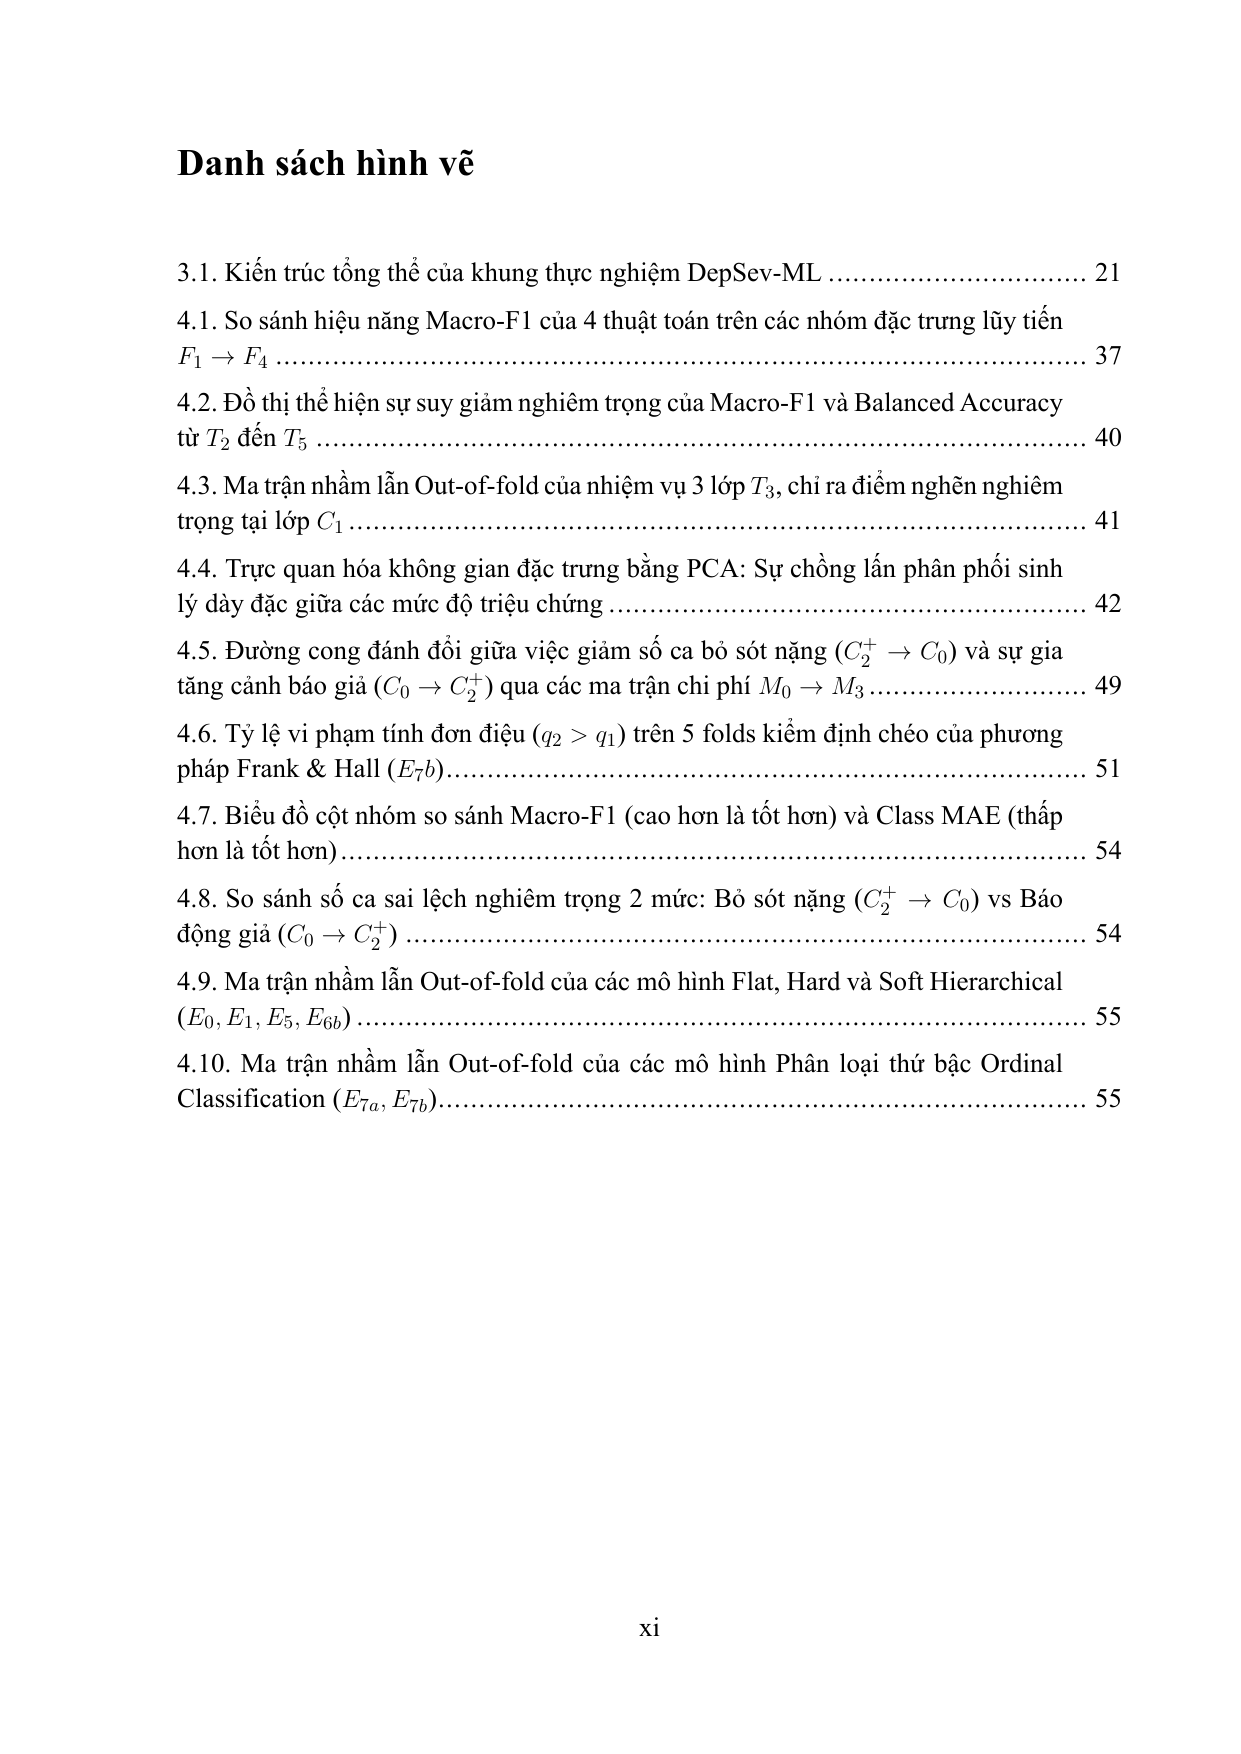 Danh sách hình vẽ
3.1. Kiến trúc tổng thể của khung thực nghiệm DepSev-ML ................................ 21
4.1. So sánh hiệu năng Macro-F1 của 4 thuật toán trên các nhóm đặc trưng lũy tiến
F₁ → F₄ .................................................................................................... 37
4.2. Đồ thị thể hiện sự suy giảm nghiêm trọng của Macro-F1 và Balanced Accuracy
từ T₂ đến T₅ ............................................................................................... 40
4.3. Ma trận nhầm lẫn Out-of-fold của nhiệm vụ 3 lớp T₃, chỉ ra điểm nghẽn nghiêm
trọng tại lớp C₁ ........................................................................................... 41
4.4. Trực quan hóa không gian đặc trưng bằng PCA: Sự chồng lấn phân phối sinh
lý dày đặc giữa các mức độ triệu chứng ........................................................... 42
4.5. Đường cong đánh đổi giữa việc giảm số ca bỏ sót nặng (C₂⁺ → C₀) và sự gia
tăng cảnh báo giả (C₀ → C₂⁺) qua các ma trận chi phí M₀ → M₃ ........................... 49
4.6. Tỷ lệ vi phạm tính đơn điệu (q₂ > q₁) trên 5 folds kiểm định chéo của phương
pháp Frank & Hall (E₇b)............................................................................... 51
4.7. Biểu đồ cột nhóm so sánh Macro-F1 (cao hơn là tốt hơn) và Class MAE (thấp
hơn là tốt hơn)............................................................................................ 54
4.8. So sánh số ca sai lệch nghiêm trọng 2 mức: Bỏ sót nặng (C₂⁺ → C₀) vs Báo
động giả (C₀ → C₂⁺) .................................................................................... 54
4.9. Ma trận nhầm lẫn Out-of-fold của các mô hình Flat, Hard và Soft Hierarchical
(E₀, E₁, E₅, E₆b) .......................................................................................... 55
4.10. Ma trận nhầm lẫn Out-of-fold của các mô hình Phân loại thứ bậc Ordinal
Classification (E₇ₐ, E₇b)................................................................................ 55
xi